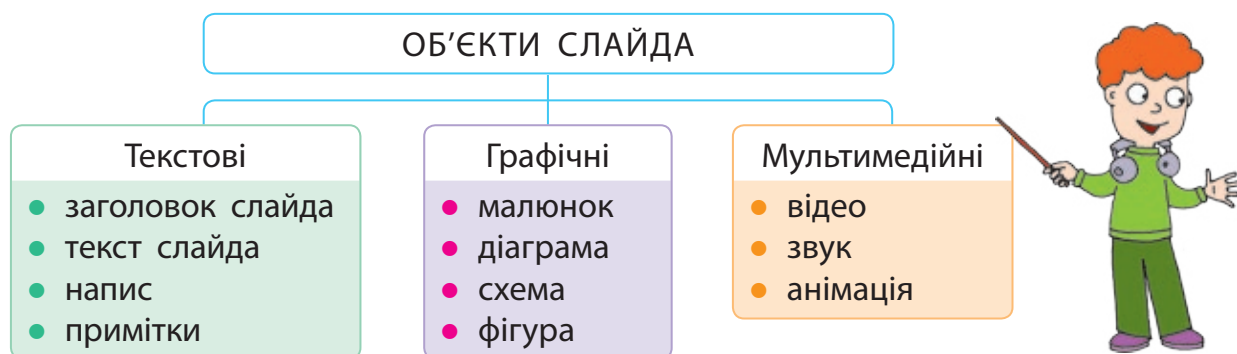 ОБ’ЄКТИ СЛАЙДА
Текстові
заголовок слайда
текст слайда
напис
примітки
Графічні
малюнок
діаграма
схема
фігура
Мультимедійні
відео
звук
анімація